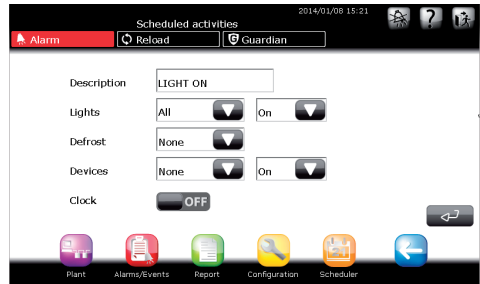 2014/01/08 15:21
Scheduled activities
Alarm Reload Guardian
Description LIGHT ON
Lights All On
Defrost None
Devices None On
Clock OFF
Plant Alarms/Events Report Configuration Scheduler